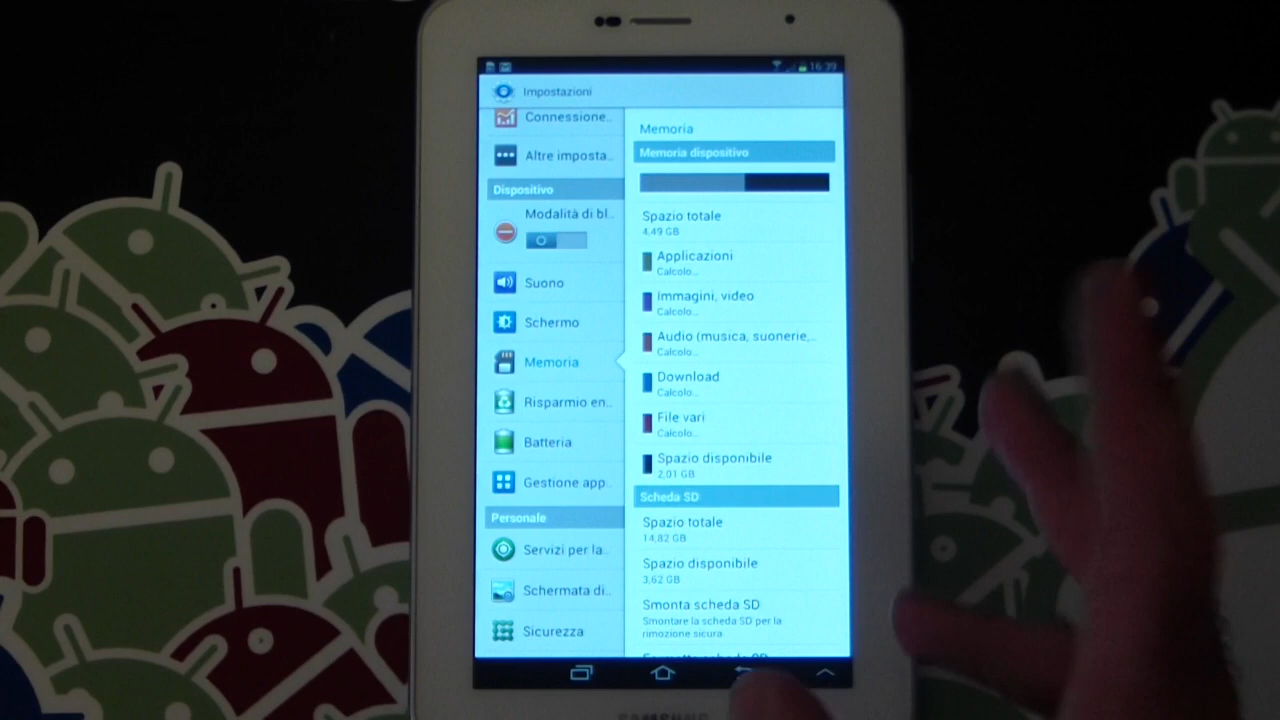 16:39
Impostazioni
Connessione..
Altre imposta..
Dispositivo
Modalità di bl..
Suono
Schermo
Memoria
Risparmio en..
Batteria
Gestione app..
Personale
Servizi per la..
Schermata di..
Sicurezza
Memoria
Memoria dispositivo
Spazio totale
4,49 GB
Applicazioni
Calcolo...
Immagini, video
Calcolo...
Audio (musica, suonerie,..
Calcolo...
Download
Calcolo...
File vari
Calcolo...
Spazio disponibile
2,01 GB
Scheda SD
Spazio totale
14,82 GB
Spazio disponibile
3,62 GB
Smonta scheda SD
Smontare la scheda SD per la
rimozione sicura
SAMSUNG